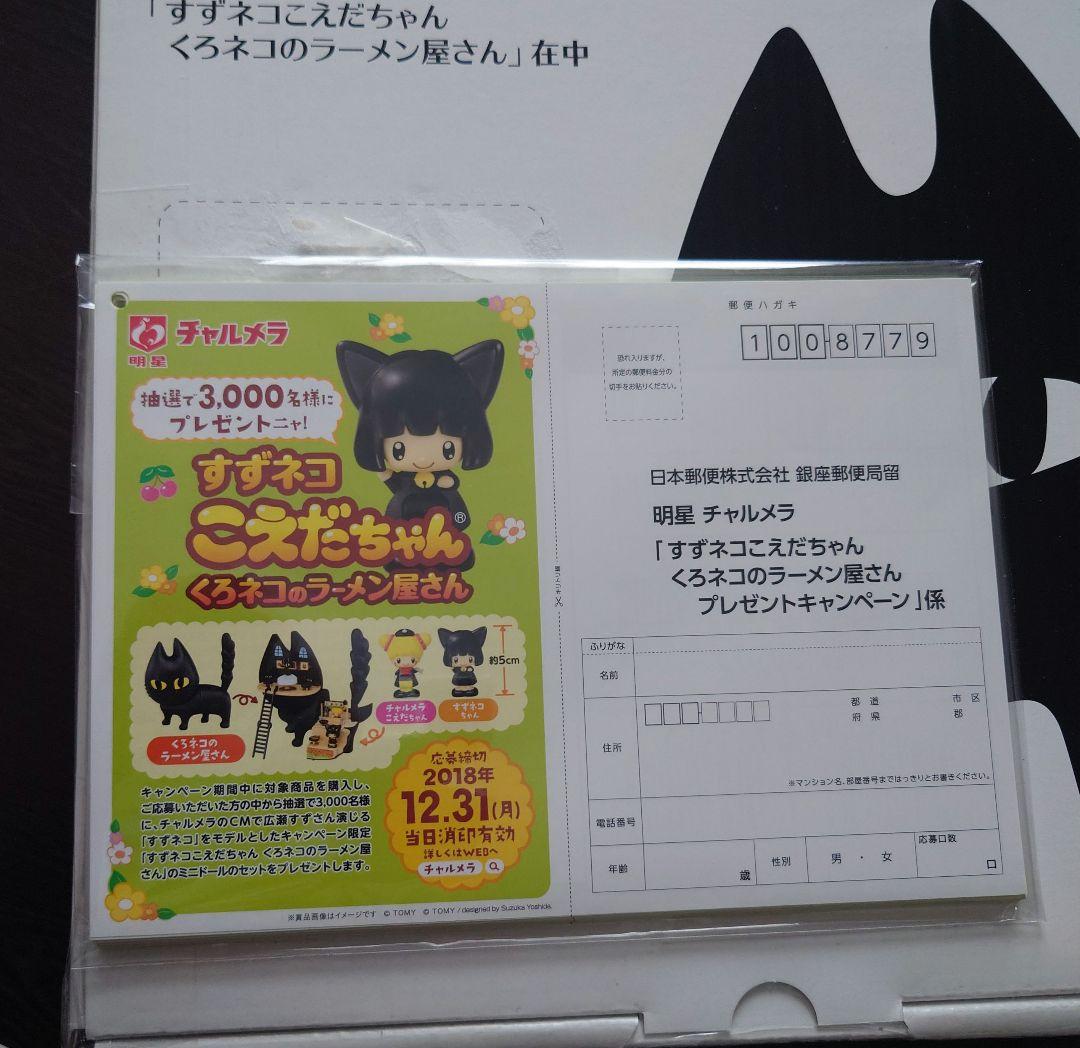 「すずネコこえだちゃん
くろネコのラーメン屋さん」在中
明星
チャルメラ
抽選で3,000名様に
プレゼントニャ!
すずネコ
こえだちゃん®
くろネコのラーメン屋さん
約5cm
チャルメラ
こえだちゃん
すずネコ
ちゃん
くろネコの
ラーメン屋さん
キャンペーン期間中に対象商品を購入し、
ご応募いただいた方の中から抽選で3,000名様
に、チャルメラのCMで広瀬すずさん演じる
「すずネコ」をモデルとしたキャンペーン限定
「すずネコこえだちゃん くろネコのラーメン屋
さん」のミニドールのセットをプレゼントします。
応募締切
2018年
12.31(月)
当日消印有効
詳しくはWEBへ
チャルメラ
※賞品画像はイメージです © TOMY © TOMY / designed by Suzuka Yoshida.
郵便ハガキ
100-8779
恐れ入りますが、
所定の郵便料金分の
切手をお貼りください。
日本郵便株式会社 銀座郵便局留
明星 チャルメラ
「すずネコこえだちゃん
くろネコのラーメン屋さん
プレゼントキャンペーン」係
ふりがな
名前
住所
都道
府県
市区
郡
※マンション名、部屋番号まではっきりとお書きください。
電話番号
年齢
歳
性別
男・女
応募口数
口